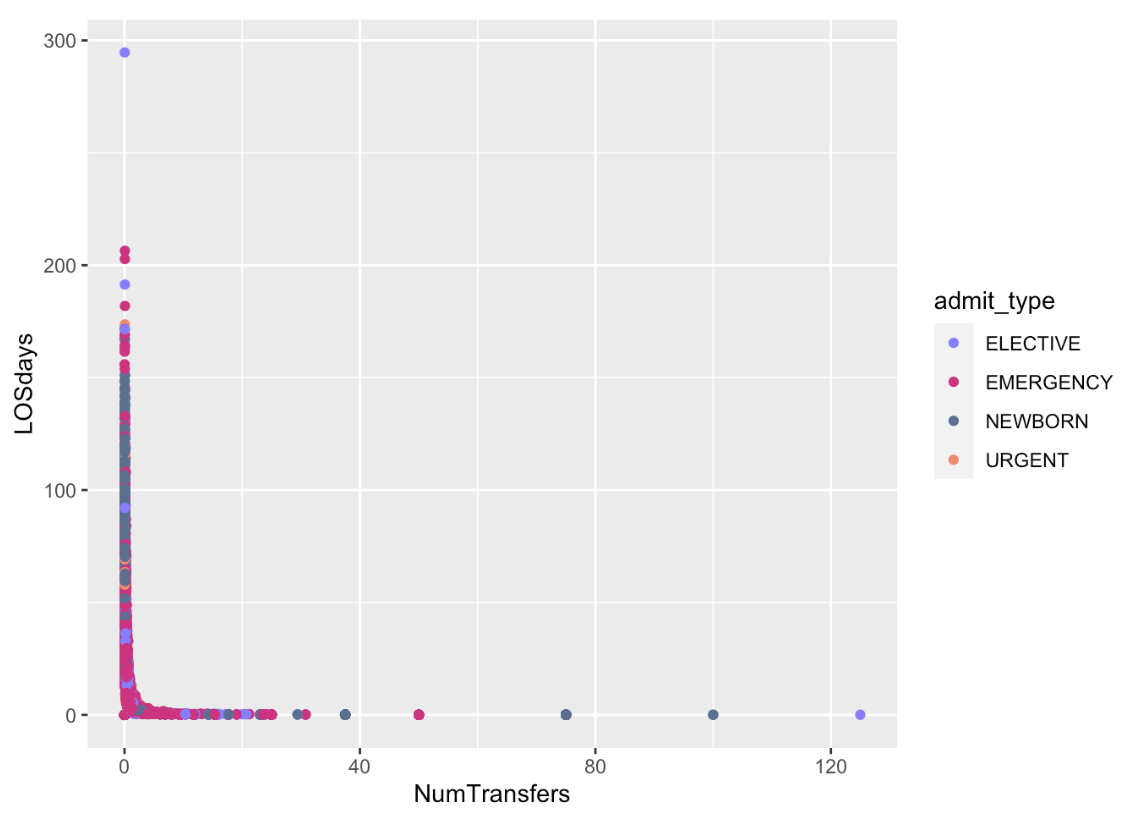 300
200
100
0
LOSdays
0 40 80 120
NumTransfers
admit_type
ELECTIVE
EMERGENCY
NEWBORN
URGENT